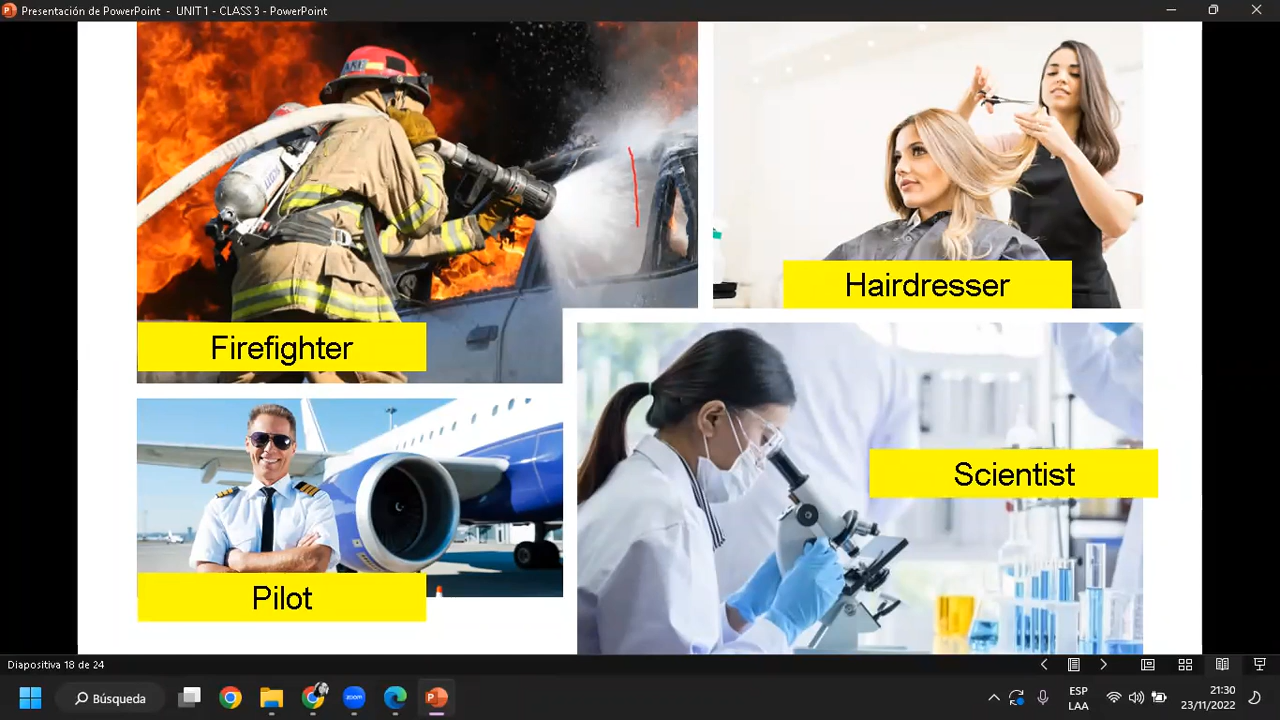 Presentación de PowerPoint - UNIT 1 - CLASS 3 - PowerPoint
Firefighter
Hairdresser
Scientist
Pilot
Diapositiva 18 de 24
Búsqueda
zoom
ESP
LAA
21:30
23/11/2022